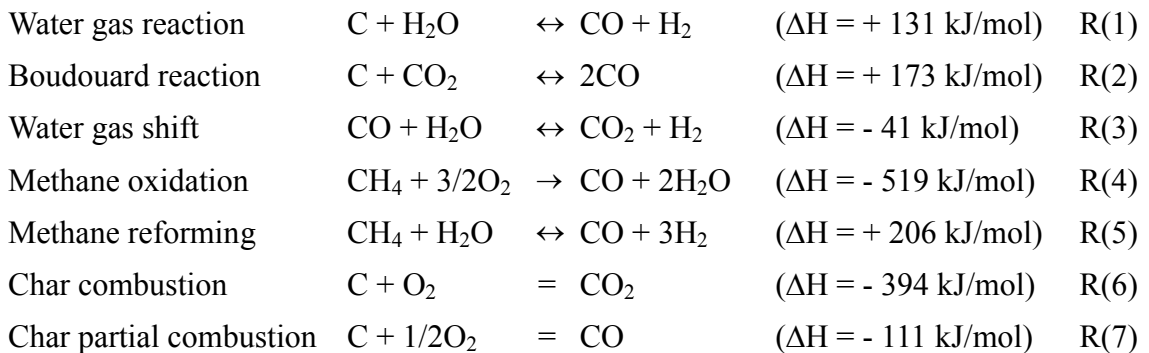 Water gas reaction C + H₂O ↔ CO + H₂ (ΔH = + 131 kJ/mol) R(1)
Boudouard reaction C + CO₂ ↔ 2CO (ΔH = + 173 kJ/mol) R(2)
Water gas shift CO + H₂O ↔ CO₂ + H₂ (ΔH = - 41 kJ/mol) R(3)
Methane oxidation CH₄ + 3/2O₂ → CO + 2H₂O (ΔH = - 519 kJ/mol) R(4)
Methane reforming CH₄ + H₂O ↔ CO + 3H₂ (ΔH = + 206 kJ/mol) R(5)
Char combustion C + O₂ = CO₂ (ΔH = - 394 kJ/mol) R(6)
Char partial combustion C + 1/2O₂ = CO (ΔH = - 111 kJ/mol) R(7)